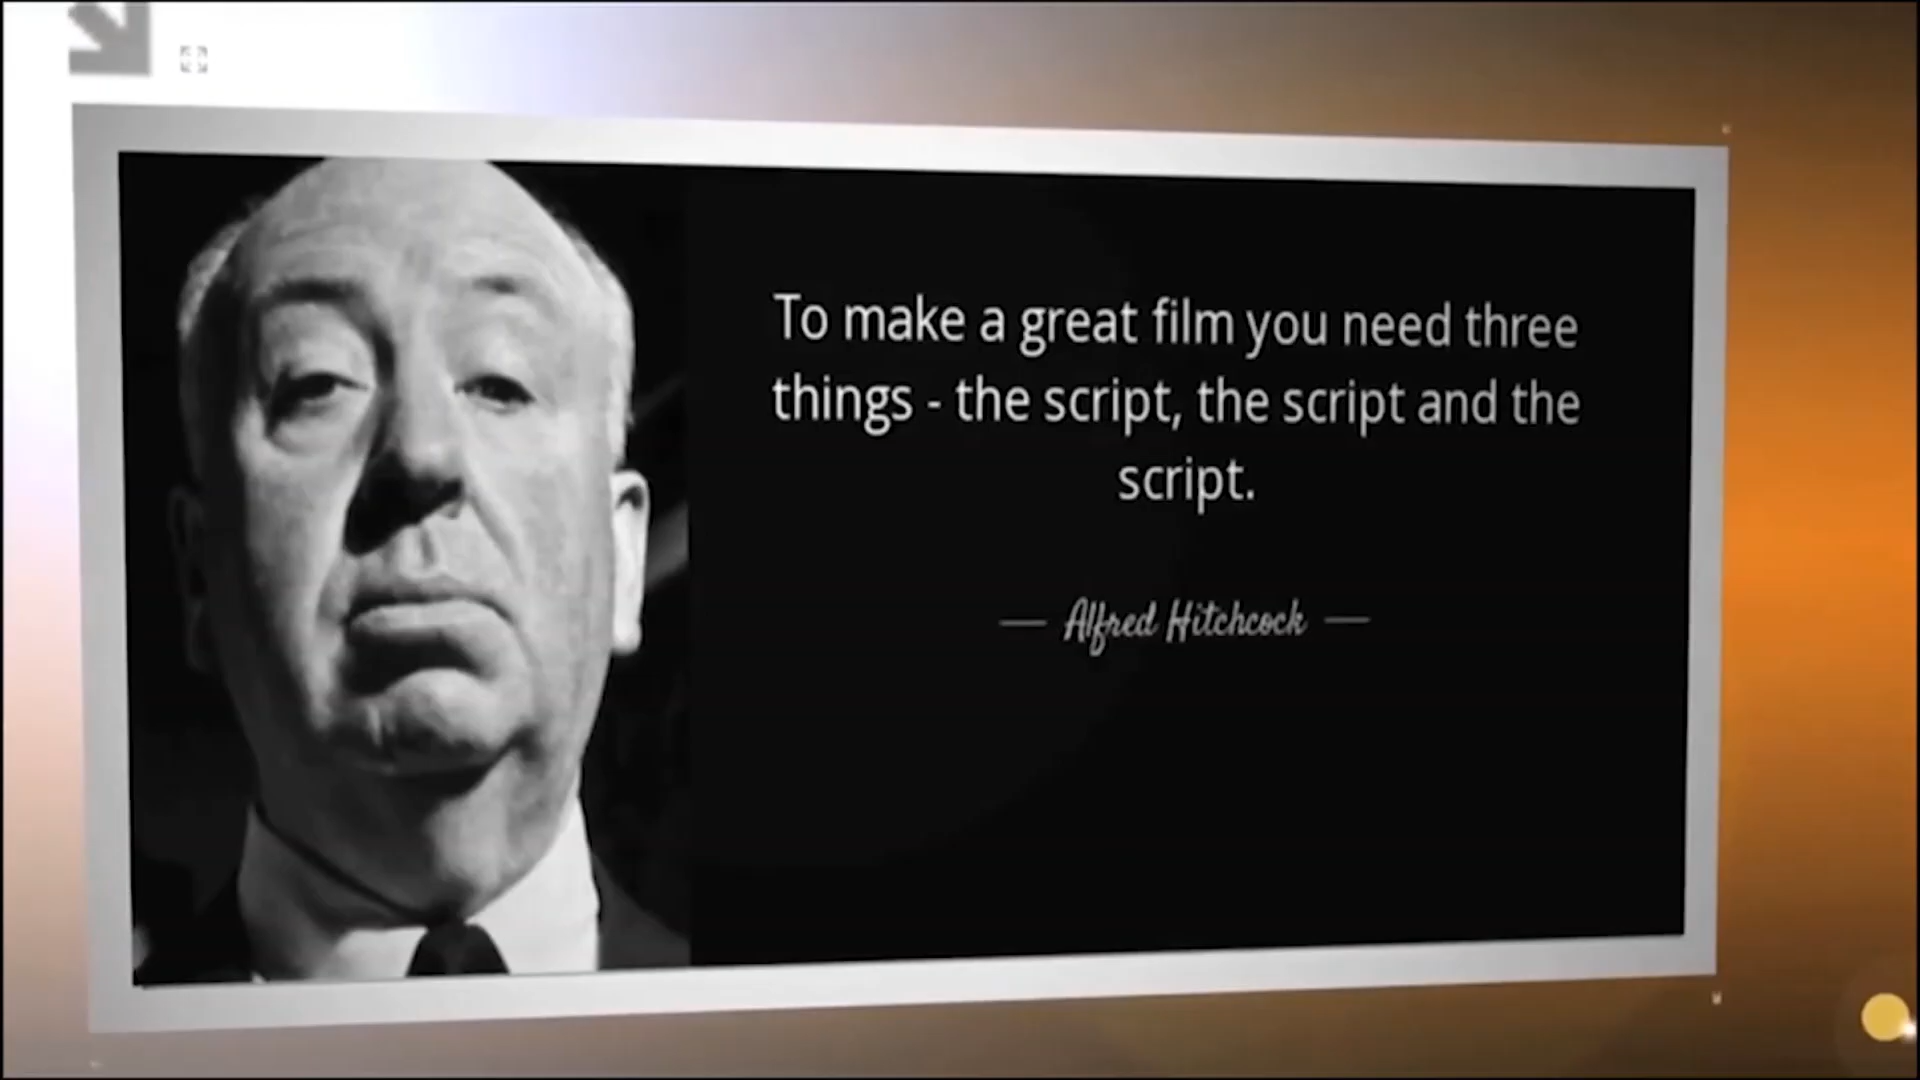 To make a great film you need three
things - the script, the script and the
script.
— Alfred Hitchcock —